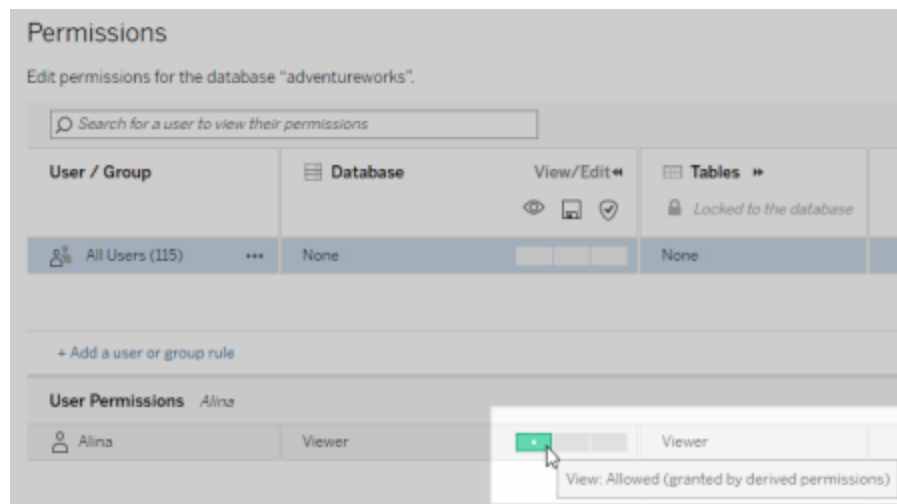 Permissions
Edit permissions for the database "adventureworks".
Search for a user to view their permissions
User / Group Database View/Edit Tables
Locked to the database
All Users (115) ••• None None
+ Add a user or group rule
User Permissions Alina
Alina Viewer Viewer
View: Allowed (granted by derived permissions)